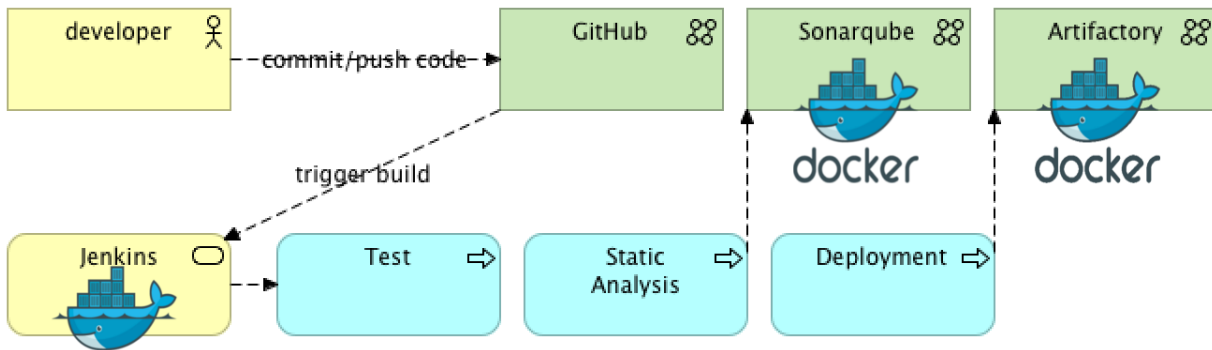 developer
commit/push code
GitHub
Sonarqube
docker
Artifactory
docker
trigger build
Jenkins
Test
Static
Analysis
Deployment